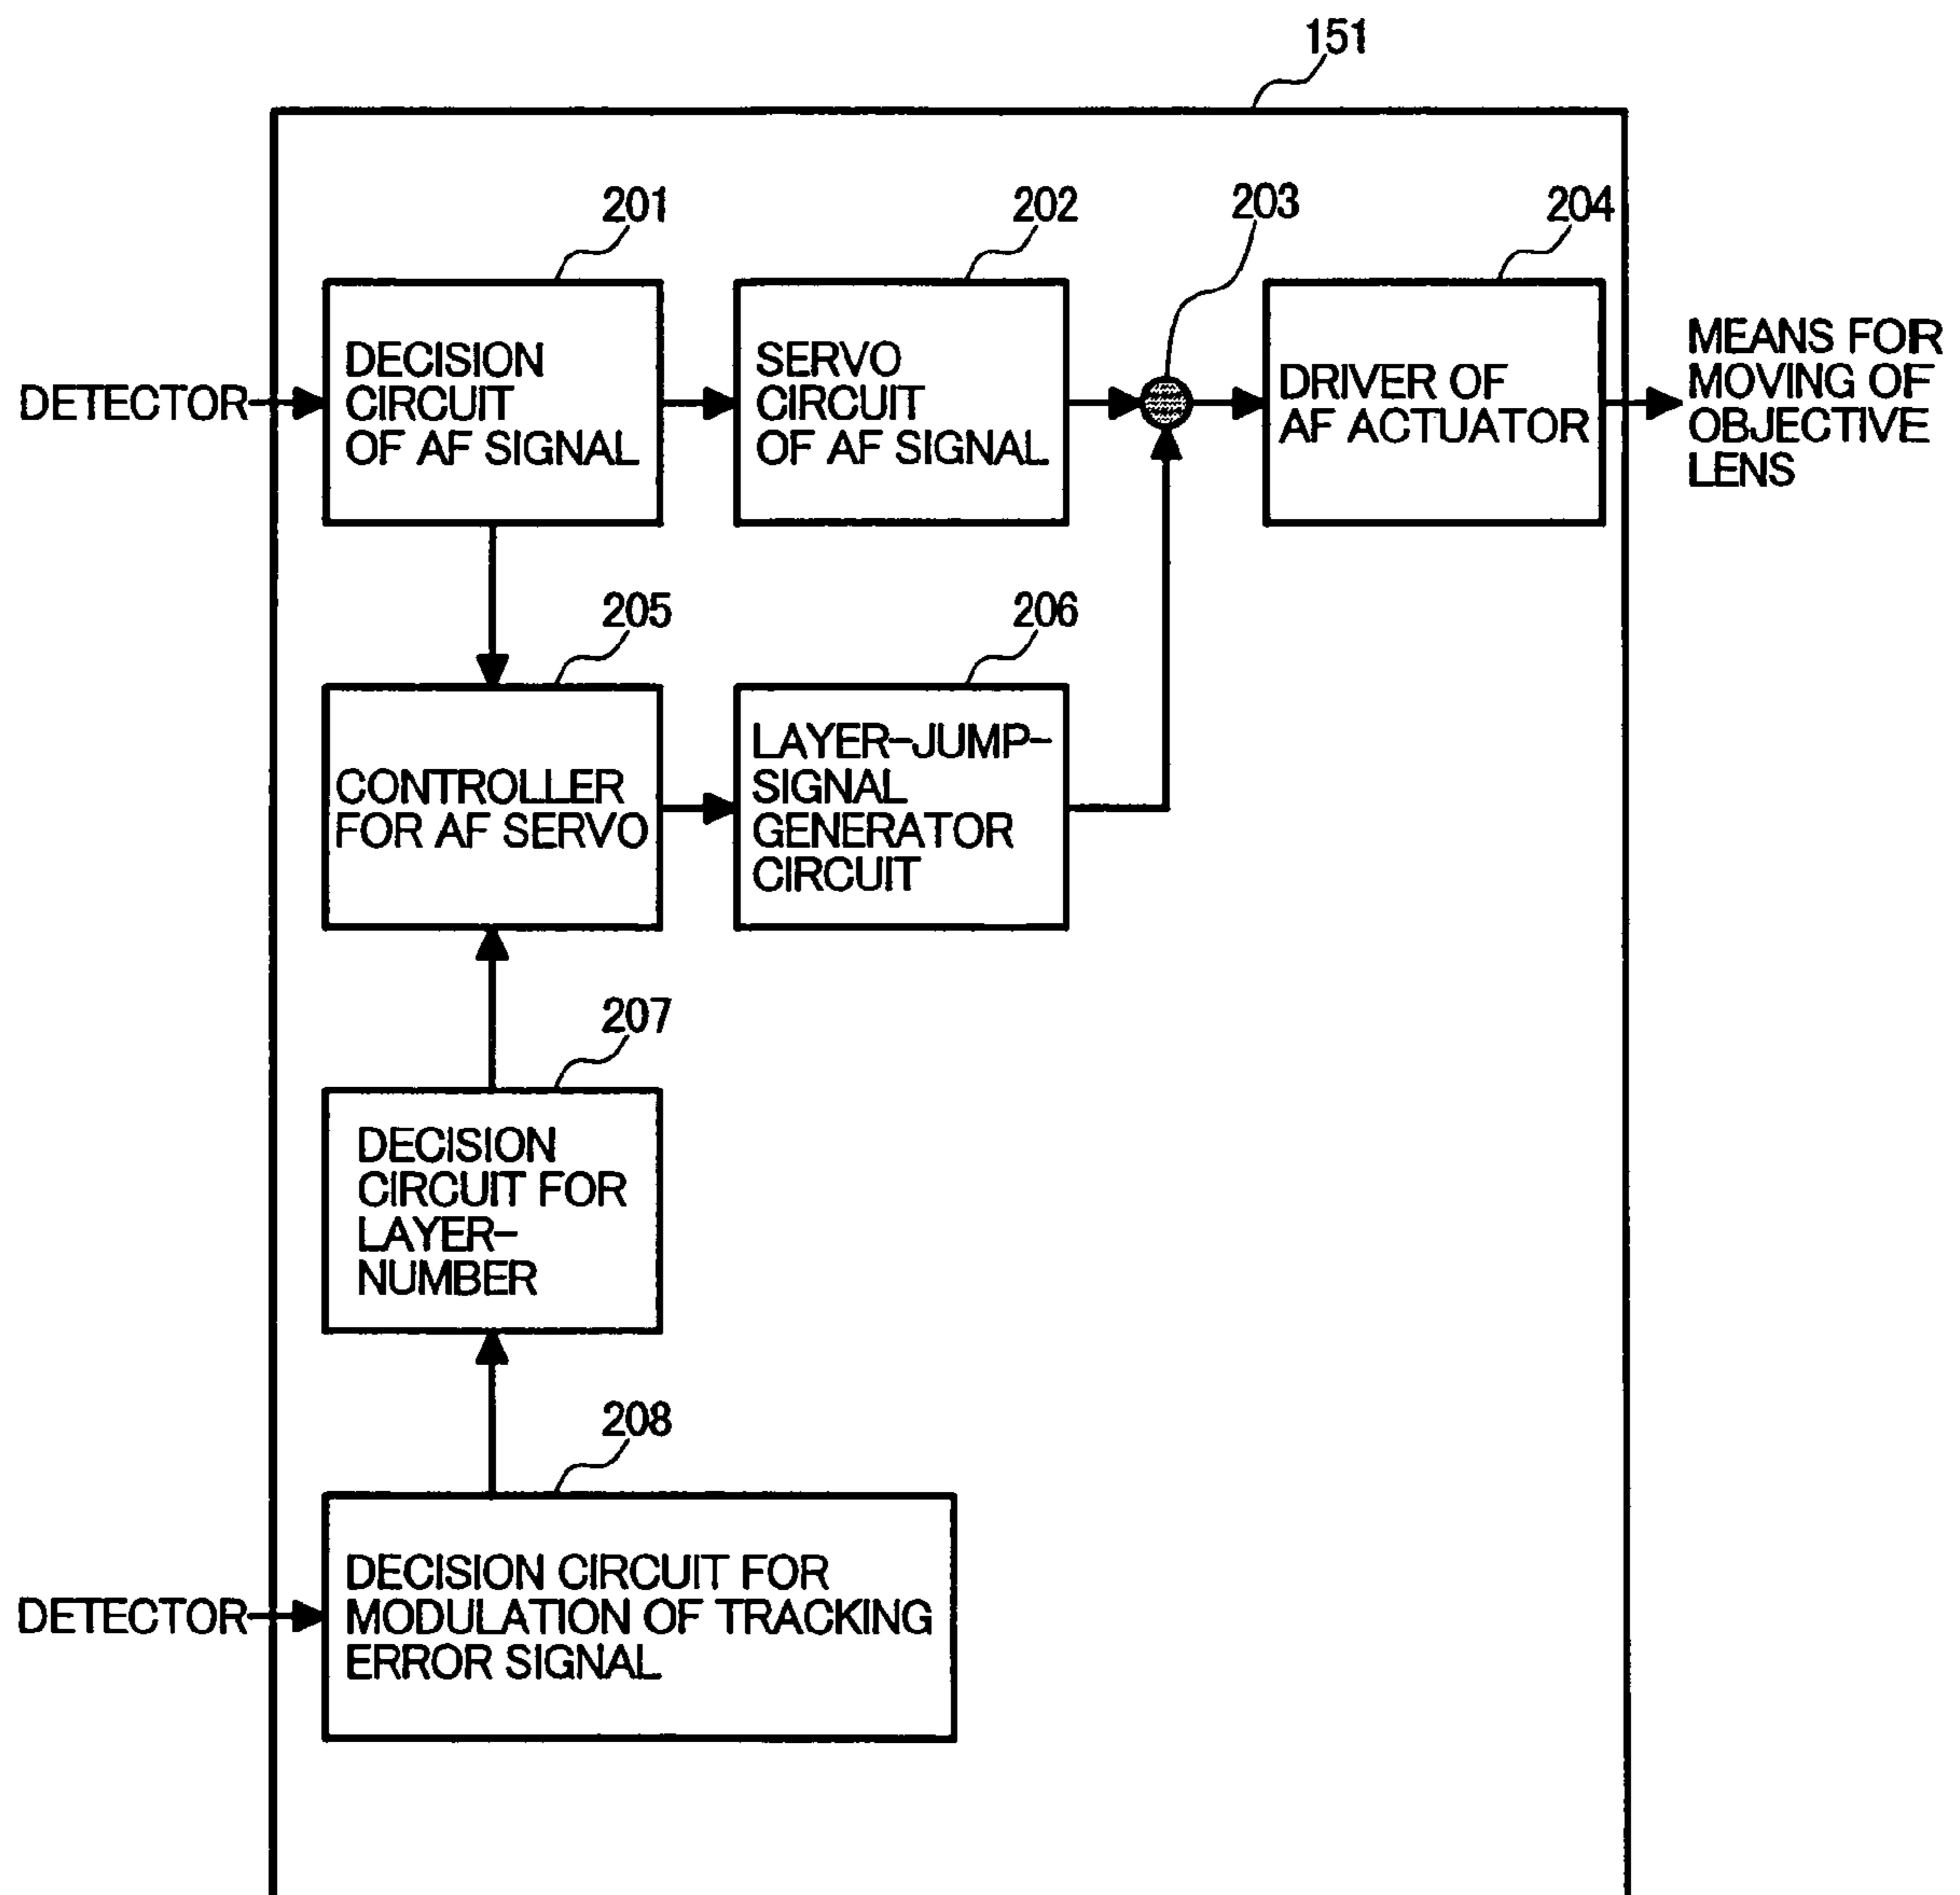 151
201
202
203
204
DETECTOR
DECISION
CIRCUIT
OF AF SIGNAL
SERVO
CIRCUIT
OF AF SIGNAL
DRIVER OF
AF ACTUATOR
MEANS FOR
MOVING OF
OBJECTIVE
LENS
205
206
CONTROLLER
FOR AF SERVO
LAYER-JUMP-
SIGNAL
GENERATOR
CIRCUIT
207
DECISION
CIRCUIT FOR
LAYER-
NUMBER
208
DETECTOR
DECISION CIRCUIT FOR
MODULATION OF TRACKING
ERROR SIGNAL